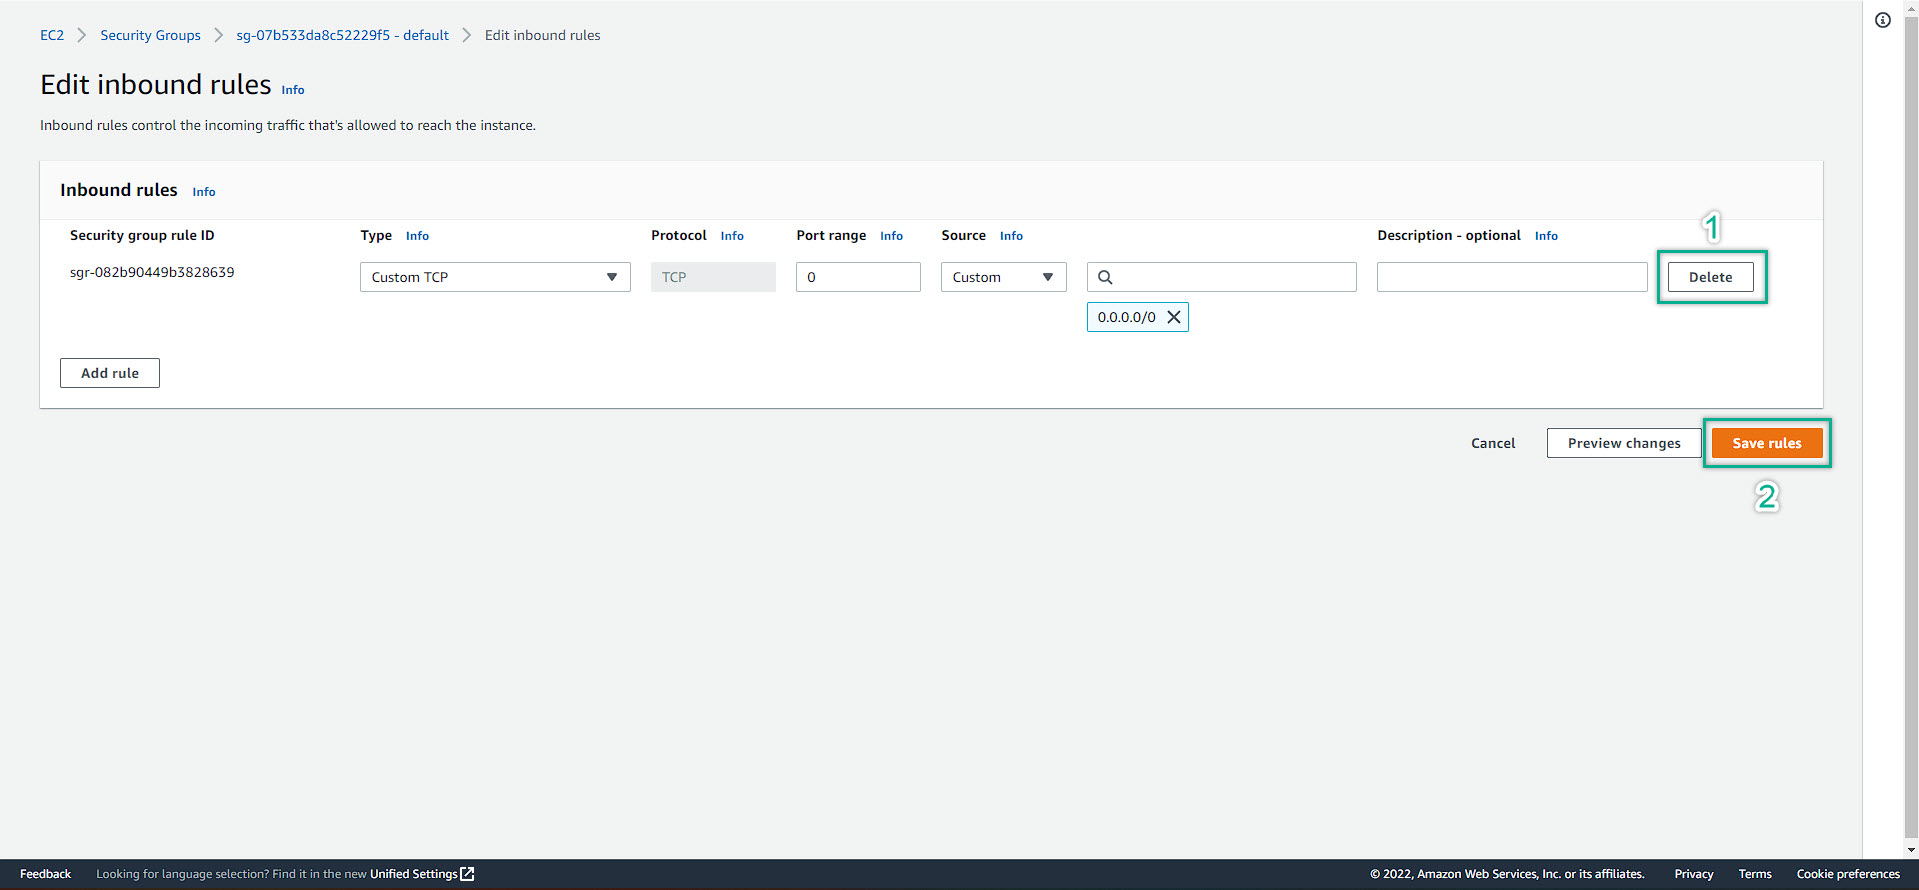 EC2 > Security Groups > sg-07b533da8c52229f5 - default > Edit inbound rules
Edit inbound rules Info
Inbound rules control the incoming traffic that's allowed to reach the instance.
Inbound rules Info
1
Security group rule ID Type Info Protocol Info Port range Info Source Info Description - optional Info
sgr-082b90449b3828639 Custom TCP TCP 0 Custom Delete
0.0.0.0/0
Add rule
Cancel Preview changes Save rules
2
Feedback Looking for language selection? Find it in the new Unified Settings © 2022, Amazon Web Services, Inc. or its affiliates. Privacy Terms Cookie preferences